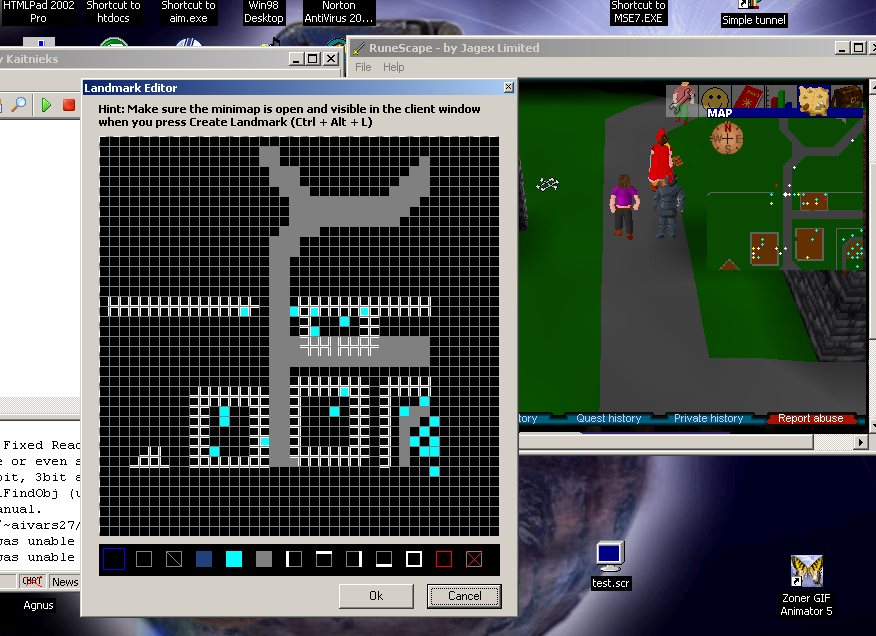 HTMLPad 2002
Pro
Shortcut to
htdocs
Shortcut to
aim.exe
Win98
Desktop
Norton
AntiVirus 20...
Shortcut to
MSE7.EXE
Simple tunnel
y Kaitnieks
RuneScape - by Jagex Limited
File Help
Landmark Editor
Hint: Make sure the minimap is open and visible in the client window
when you press Create Landmark (Ctrl + Alt + L)
MAP
N
W E
S
tory
Quest history
Private history
Report abuse
Fixed Read
e or even s
bit, 3bit a
lFindObj (u
anual.
/~aivars27/
was unable
was unable
CHAT
News
Ok
Cancel
Agnus
test.scr
Zoner GIF
Animator 5